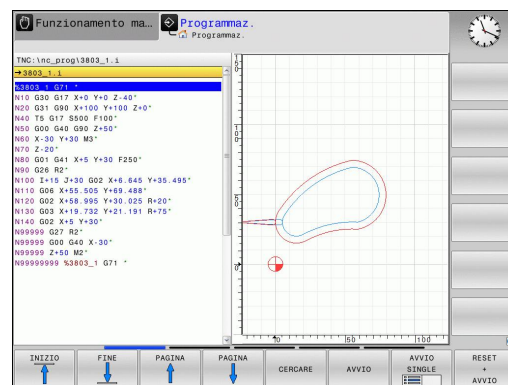 Funzionamento ma...
Programmaz.
Programmaz.
TNC:\nc_prog\3803_1.i
→3803_1.i
%3803_1 G71 *
N10 G30 G17 X+0 Y+0 Z-40*
N20 G31 G90 X+100 Y+100 Z+0*
N40 T5 G17 S500 F100*
N50 G00 G40 G90 Z+50*
N60 X-30 Y+30 M3*
N70 Z-20*
N80 G01 G41 X+5 Y+30 F250*
N90 G26 R2*
N100 I+15 J+30 G02 X+6.645 Y+35.495*
N110 G06 X+55.505 Y+69.488*
N120 G02 X+58.995 Y+30.025 R+20*
N130 G03 X+19.732 Y+21.191 R+75*
N140 G02 X+5 Y+30*
N99999 G27 R2*
N99999 G00 G40 X-30*
N99999 Z+50 M2*
N99999999 %3803_1 G71 *
150
100
50
0
0
50
100
INIZIO
FINE
PAGINA
PAGINA
CERCARE
AVVIO
AVVIO
SINGLE
RESET
+
AVVIO